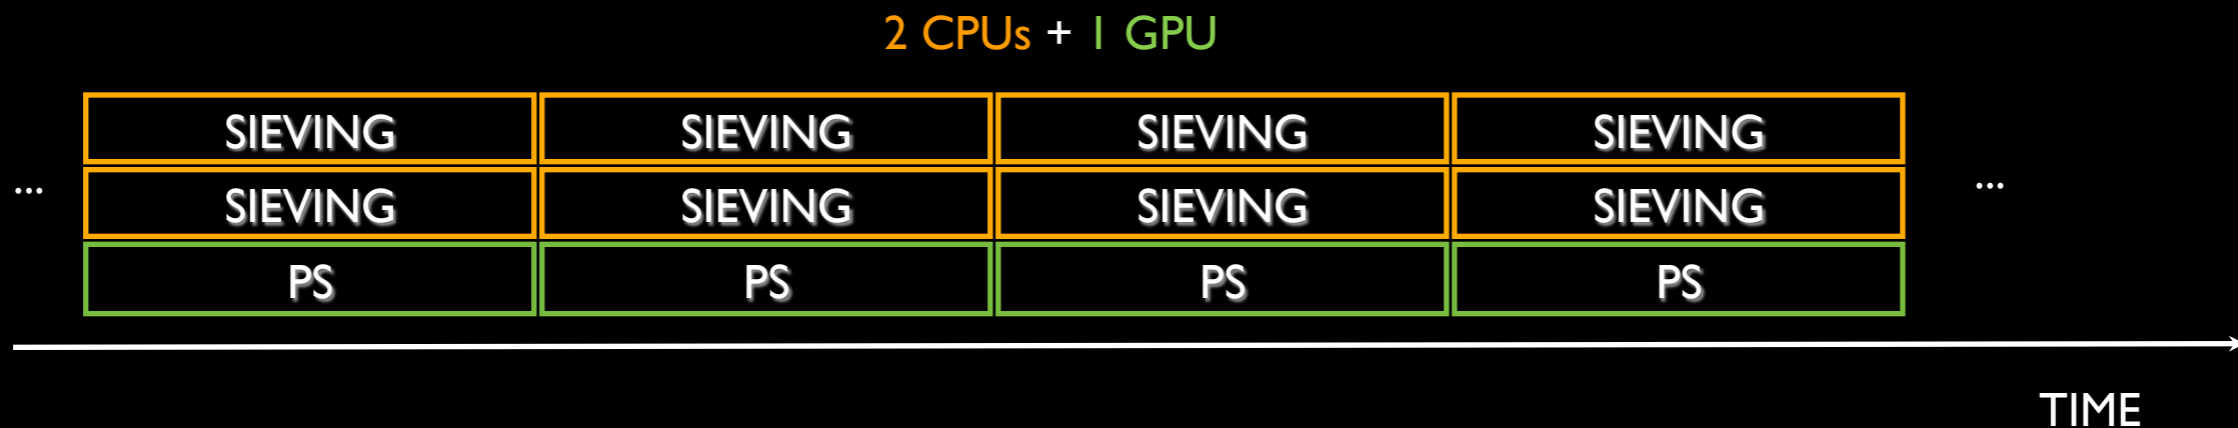 2 CPUs + 1 GPU
SIEVING SIEVING SIEVING SIEVING
... SIEVING SIEVING SIEVING SIEVING ...
PS PS PS PS
TIME